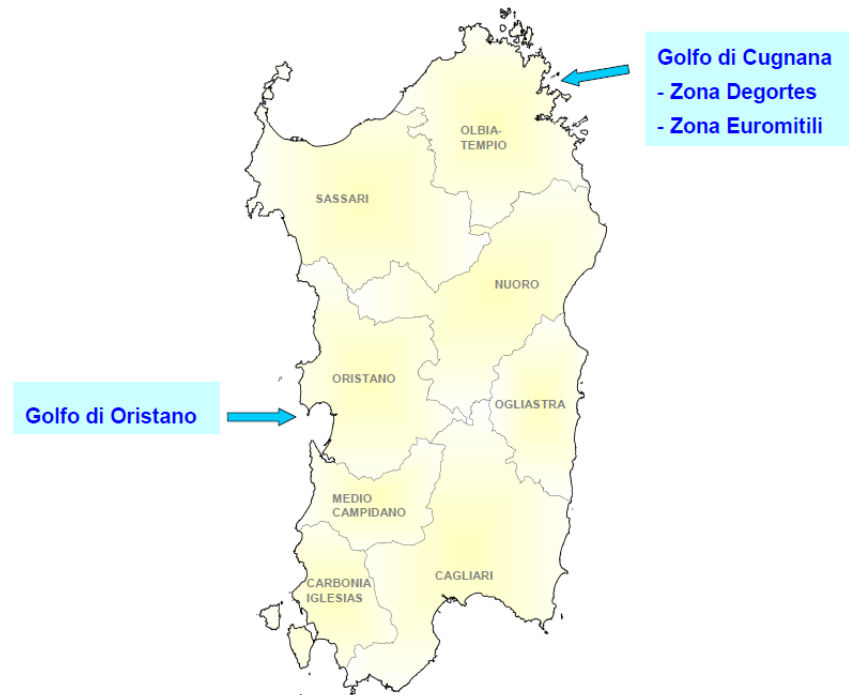 Golfo di Cugnana
- Zona Degortes
- Zona Euromitili
OLBIA-
TEMPIO
SASSARI
NUORO
ORISTANO
OGLIASTRA
Golfo di Oristano
MEDIO
CAMPIDANO
CARBONIA
IGLESIAS
CAGLIARI